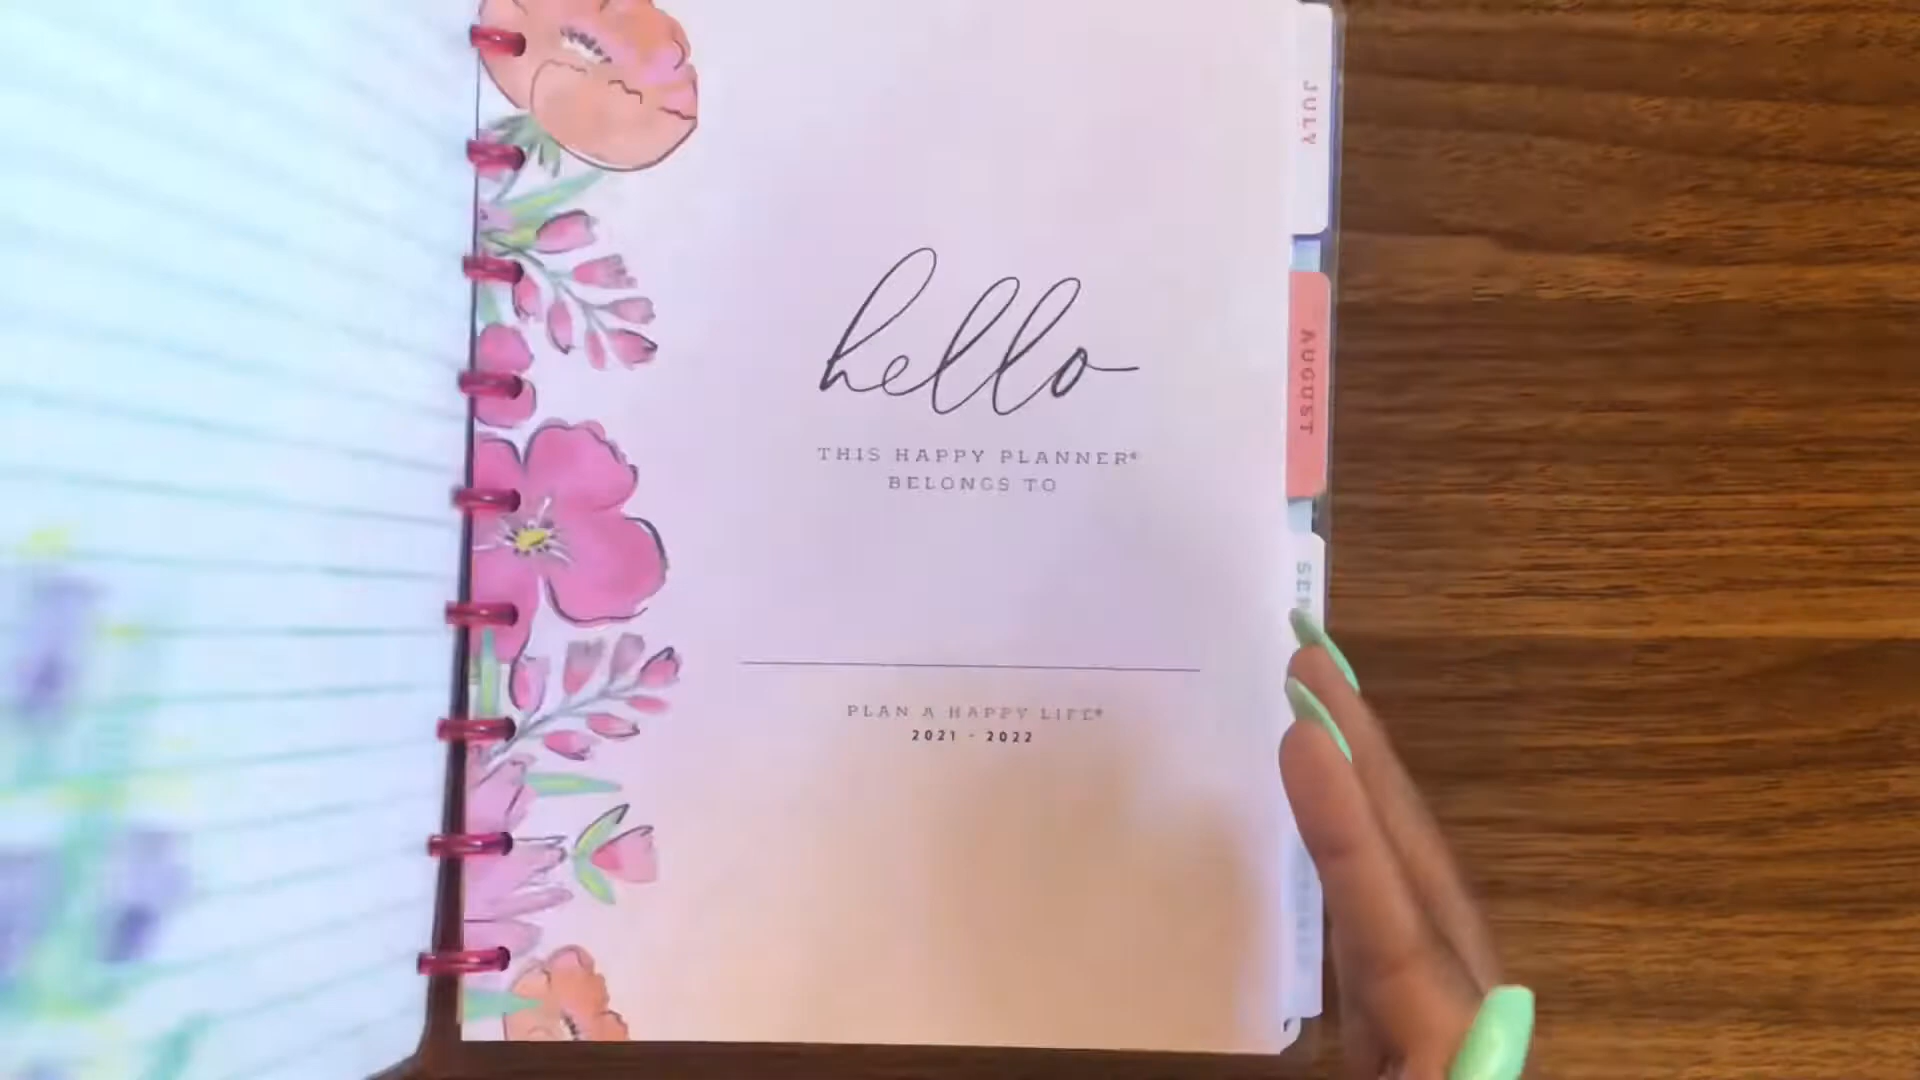 hello
THIS HAPPY PLANNER®
BELONGS TO
PLAN A HAPPY LIFE®
2021 - 2022
JULY
AUGUST